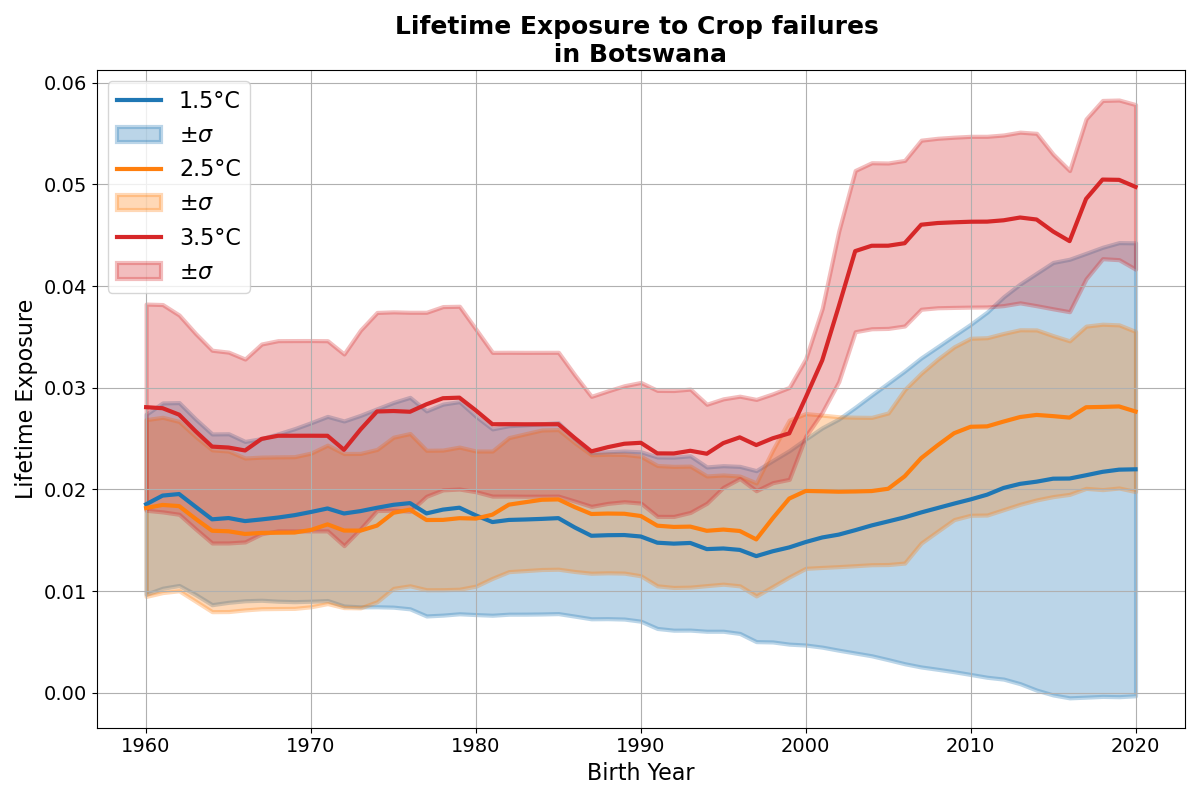 Lifetime Exposure to Crop failures
in Botswana
1.5°C
±σ
2.5°C
±σ
3.5°C
±σ
Lifetime Exposure
0.06
0.05
0.04
0.03
0.02
0.01
0.00
1960 1970 1980 1990 2000 2010 2020
Birth Year